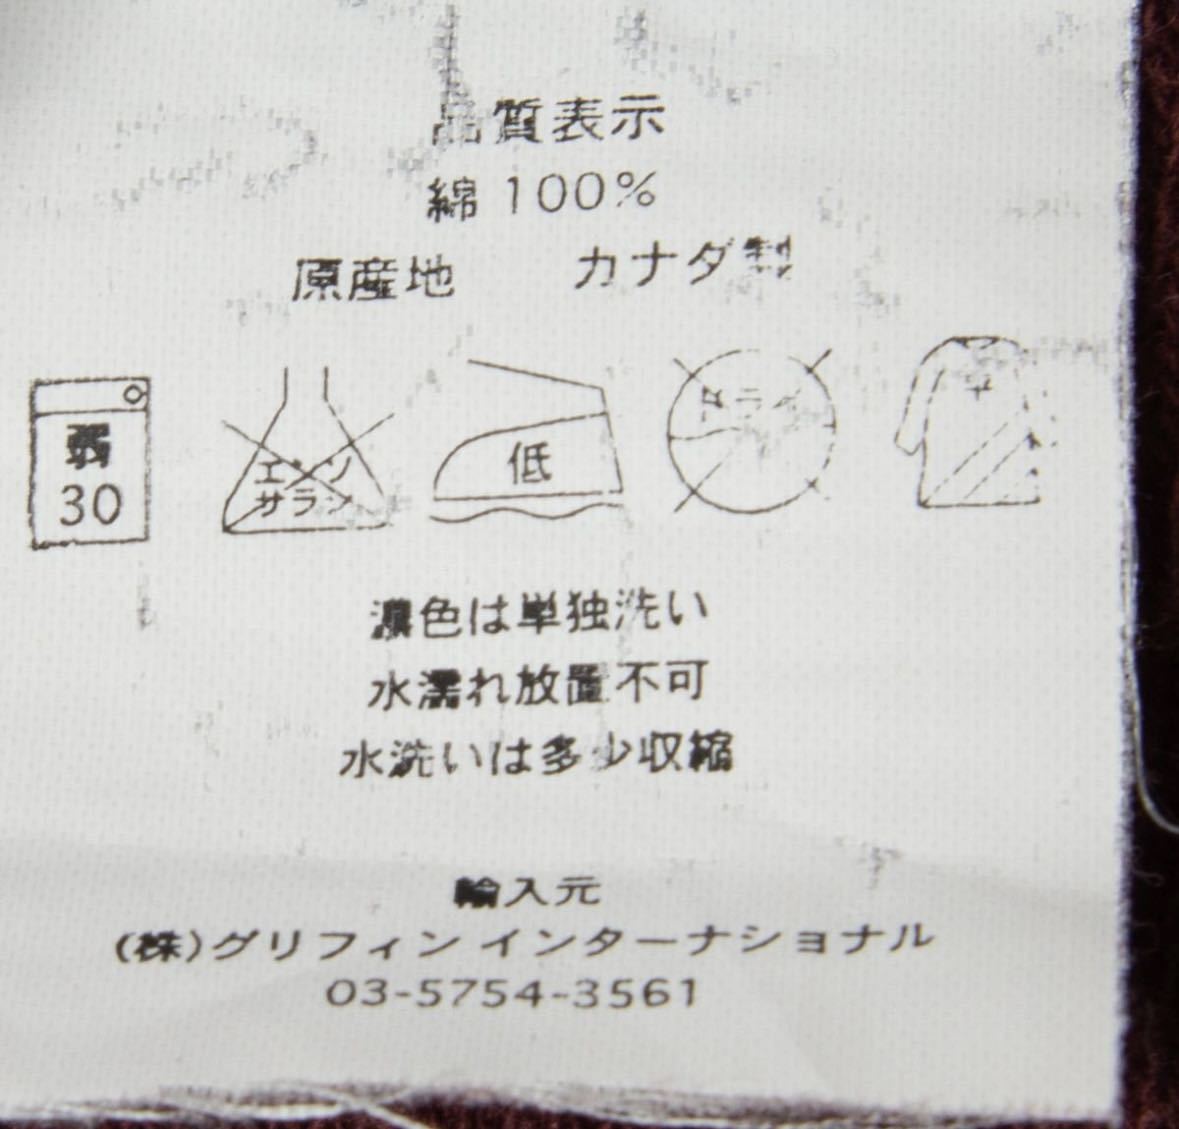 品質表示
綿 100%
原産地 カナダ製
弱
30
エンソ
サラシ
低
ドライ
平
濃色は単独洗い
水濡れ放置不可
水洗いは多少収縮
輸入元
(株)グリフィン インターナショナル
03-5754-3561